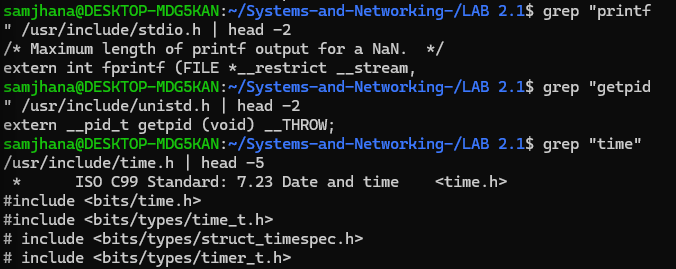 samjhana@DESKTOP-MDG5KAN:~/Systems-and-Networking-/LAB 2.1$ grep "printf
" /usr/include/stdio.h | head -2
/* Maximum length of printf output for a NaN.  */
extern int fprintf (FILE *__restrict __stream,
samjhana@DESKTOP-MDG5KAN:~/Systems-and-Networking-/LAB 2.1$ grep "getpid
" /usr/include/unistd.h | head -2
extern __pid_t getpid (void) __THROW;
samjhana@DESKTOP-MDG5KAN:~/Systems-and-Networking-/LAB 2.1$ grep "time"
/usr/include/time.h | head -5
 *      ISO C99 Standard: 7.23 Date and time    <time.h>
#include <bits/time.h>
#include <bits/types/time_t.h>
# include <bits/types/struct_timespec.h>
# include <bits/types/timer_t.h>